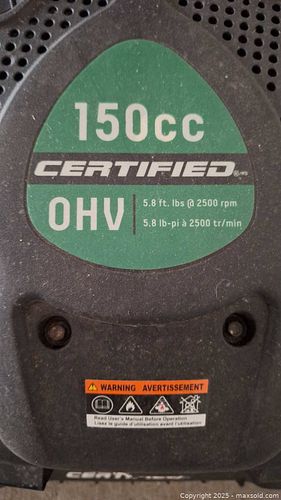 150cc
CERTIFIED
OHV
5.8 ft. lbs @ 2500 rpm
5.8 lb-pi à 2500 tr/min
WARNING AVERTISSEMENT
Read User's Manual Before Operation
Lisez le guide d'utilisation avant l'utilisation
CERTIFIED
Copyright 2025 - maxsold.com